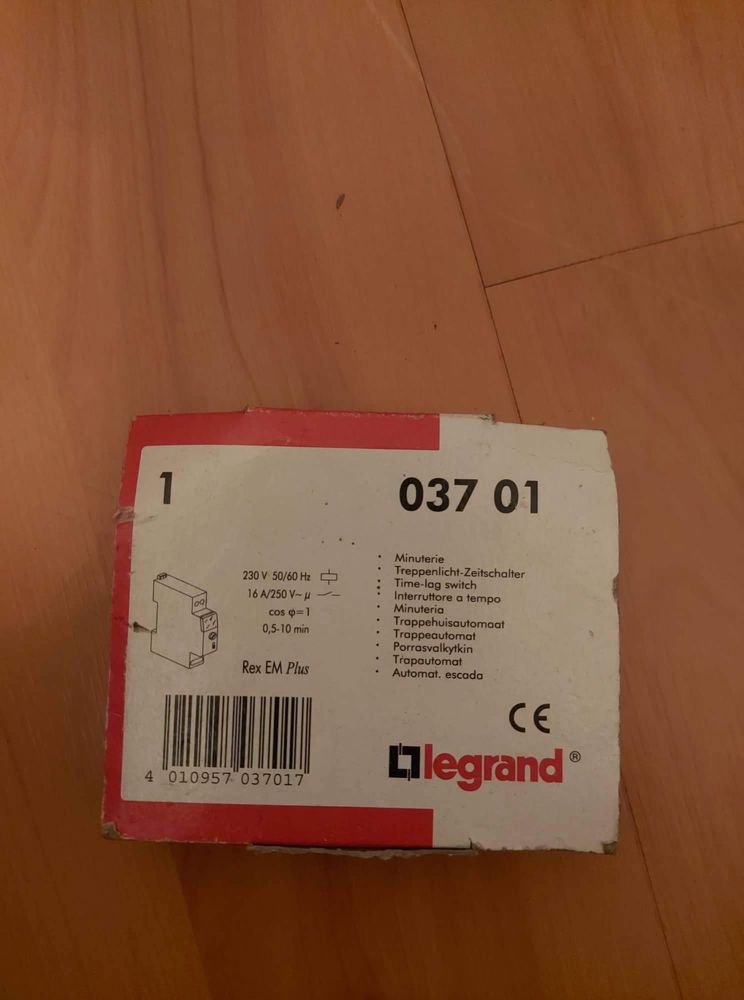 1
037 01
230 V 50/60 Hz
16 A/250 V~ µ
cos φ=1
0,5-10 min
Rex EM Plus
· Minuterie
· Treppenlicht-Zeitschalter
· Time-lag switch
· Interruttore a tempo
· Minuteria
· Trappehuisautomaat
· Trappeautomat
· Porrasvalkytkin
· Trapautomat
· Automat. escada
CE
4 010957 037017
legrand®